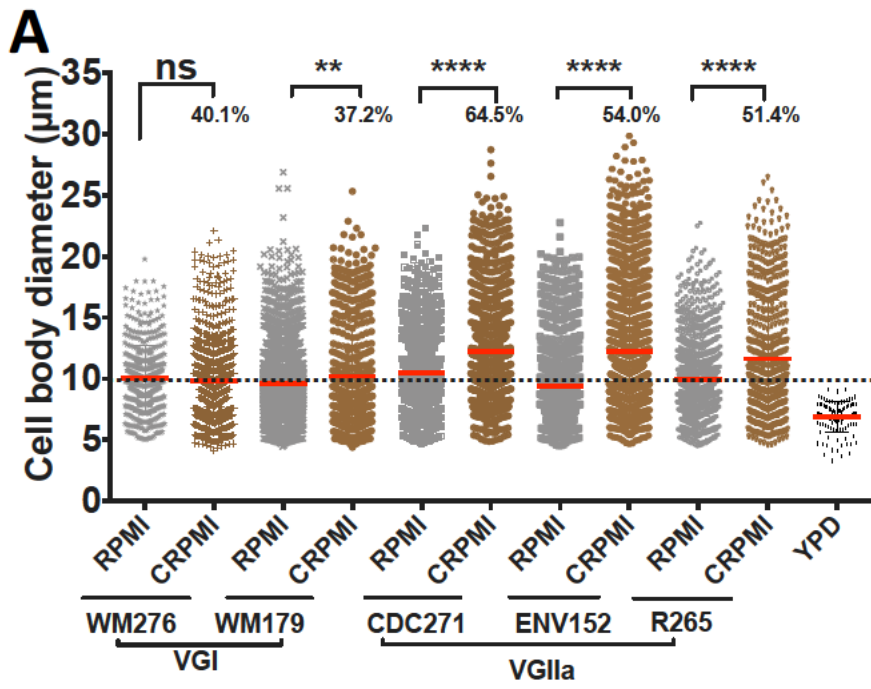 A
Cell body diameter (µm)
35
30
25
20
15
10
5
0
ns
**
****
****
****
40.1%
37.2%
64.5%
54.0%
51.4%
RPMI
CRPMI
RPMI
CRPMI
RPMI
CRPMI
RPMI
CRPMI
RPMI
CRPMI
YPD
WM276
WM179
CDC271
ENV152
R265
VGI
VGIIa